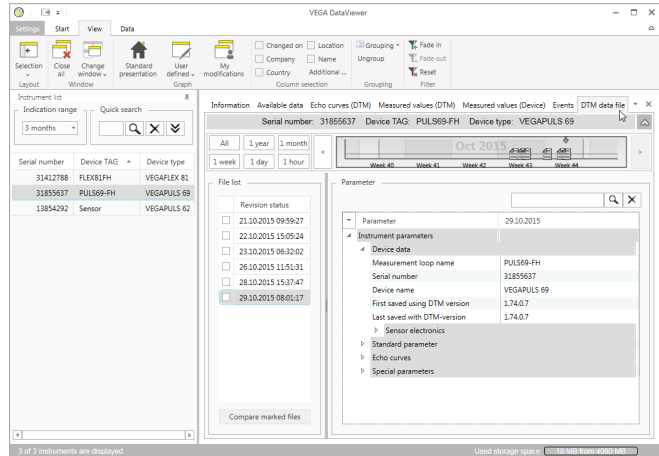 VEGA DataViewer
Settings Start View Data
Selection Close all Change window Standard presentation User defined My modifications
Changed on Location
Company Name
Country Additional ...
Grouping
Ungroup
Fade in
Fade out
Reset
Layout Window Graph Column selection Grouping Filter
Instrument list
Indication range Quick search
3 months
Serial number Device TAG Device type
31412788 FLEX81FH VEGAFLEX 81
31855637 PULS69-FH VEGAPULS 69
13854292 Sensor VEGAPULS 62
Information Available data Echo curves (DTM) Measured values (DTM) Measured values (Device) Events DTM data file
Serial number: 31855637 Device TAG: PULS69-FH Device type: VEGAPULS 69
All 1 year 1 month
1 week 1 day 1 hour
< >
Oct 2015
Week 40 Week 41 Week 42 Week 43 Week 44
File list
Revision status
21.10.2015 09:59:27
22.10.2015 15:05:24
23.10.2015 06:32:02
26.10.2015 11:51:31
28.10.2015 15:37:47
29.10.2015 08:01:17
Compare marked files
Parameter
Parameter 29.10.2015
Instrument parameters
Device data
Measurement loop name PULS69-FH
Serial number 31855637
Device name VEGAPULS 69
First saved using DTM version 1.74.0.7
Last saved with DTM-version 1.74.0.7
Sensor electronics
Standard parameter
Echo curves
Special parameters
3 of 3 instruments are displayed
Used storage space: 18 MB from 4080 MB